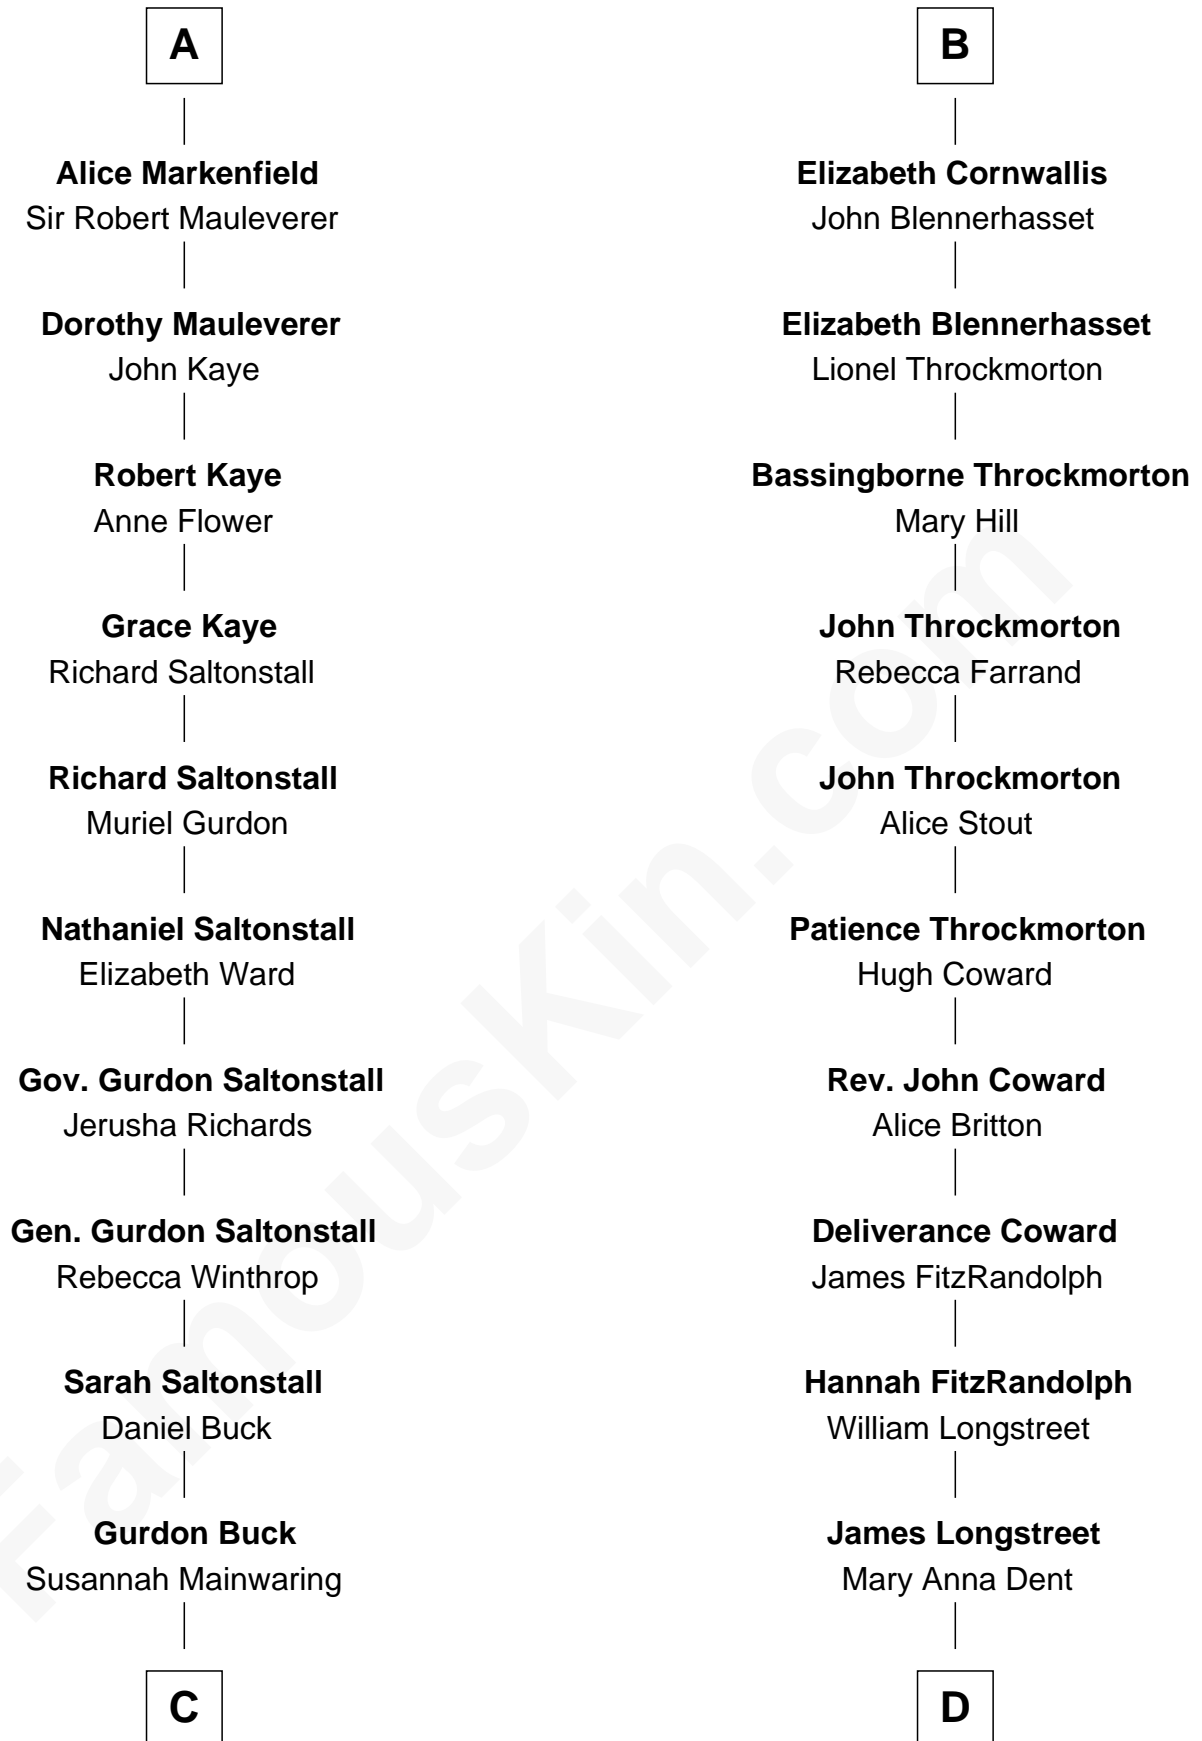 A
Alice Markenfield
Sir Robert Mauleverer
Dorothy Mauleverer
John Kaye
Robert Kaye
Anne Flower
Grace Kaye
Richard Saltonstall
Richard Saltonstall
Muriel Gurdon
Nathaniel Saltonstall
Elizabeth Ward
Gov. Gurdon Saltonstall
Jerusha Richards
Gen. Gurdon Saltonstall
Rebecca Winthrop
Sarah Saltonstall
Daniel Buck
Gurdon Buck
Susannah Mainwaring
C
B
Elizabeth Cornwallis
John Blennerhasset
Elizabeth Blennerhasset
Lionel Throckmorton
Bassingborne Throckmorton
Mary Hill
John Throckmorton
Rebecca Farrand
John Throckmorton
Alice Stout
Patience Throckmorton
Hugh Coward
Rev. John Coward
Alice Britton
Deliverance Coward
James FitzRandolph
Hannah FitzRandolph
William Longstreet
James Longstreet
Mary Anna Dent
D
FamousKin.com